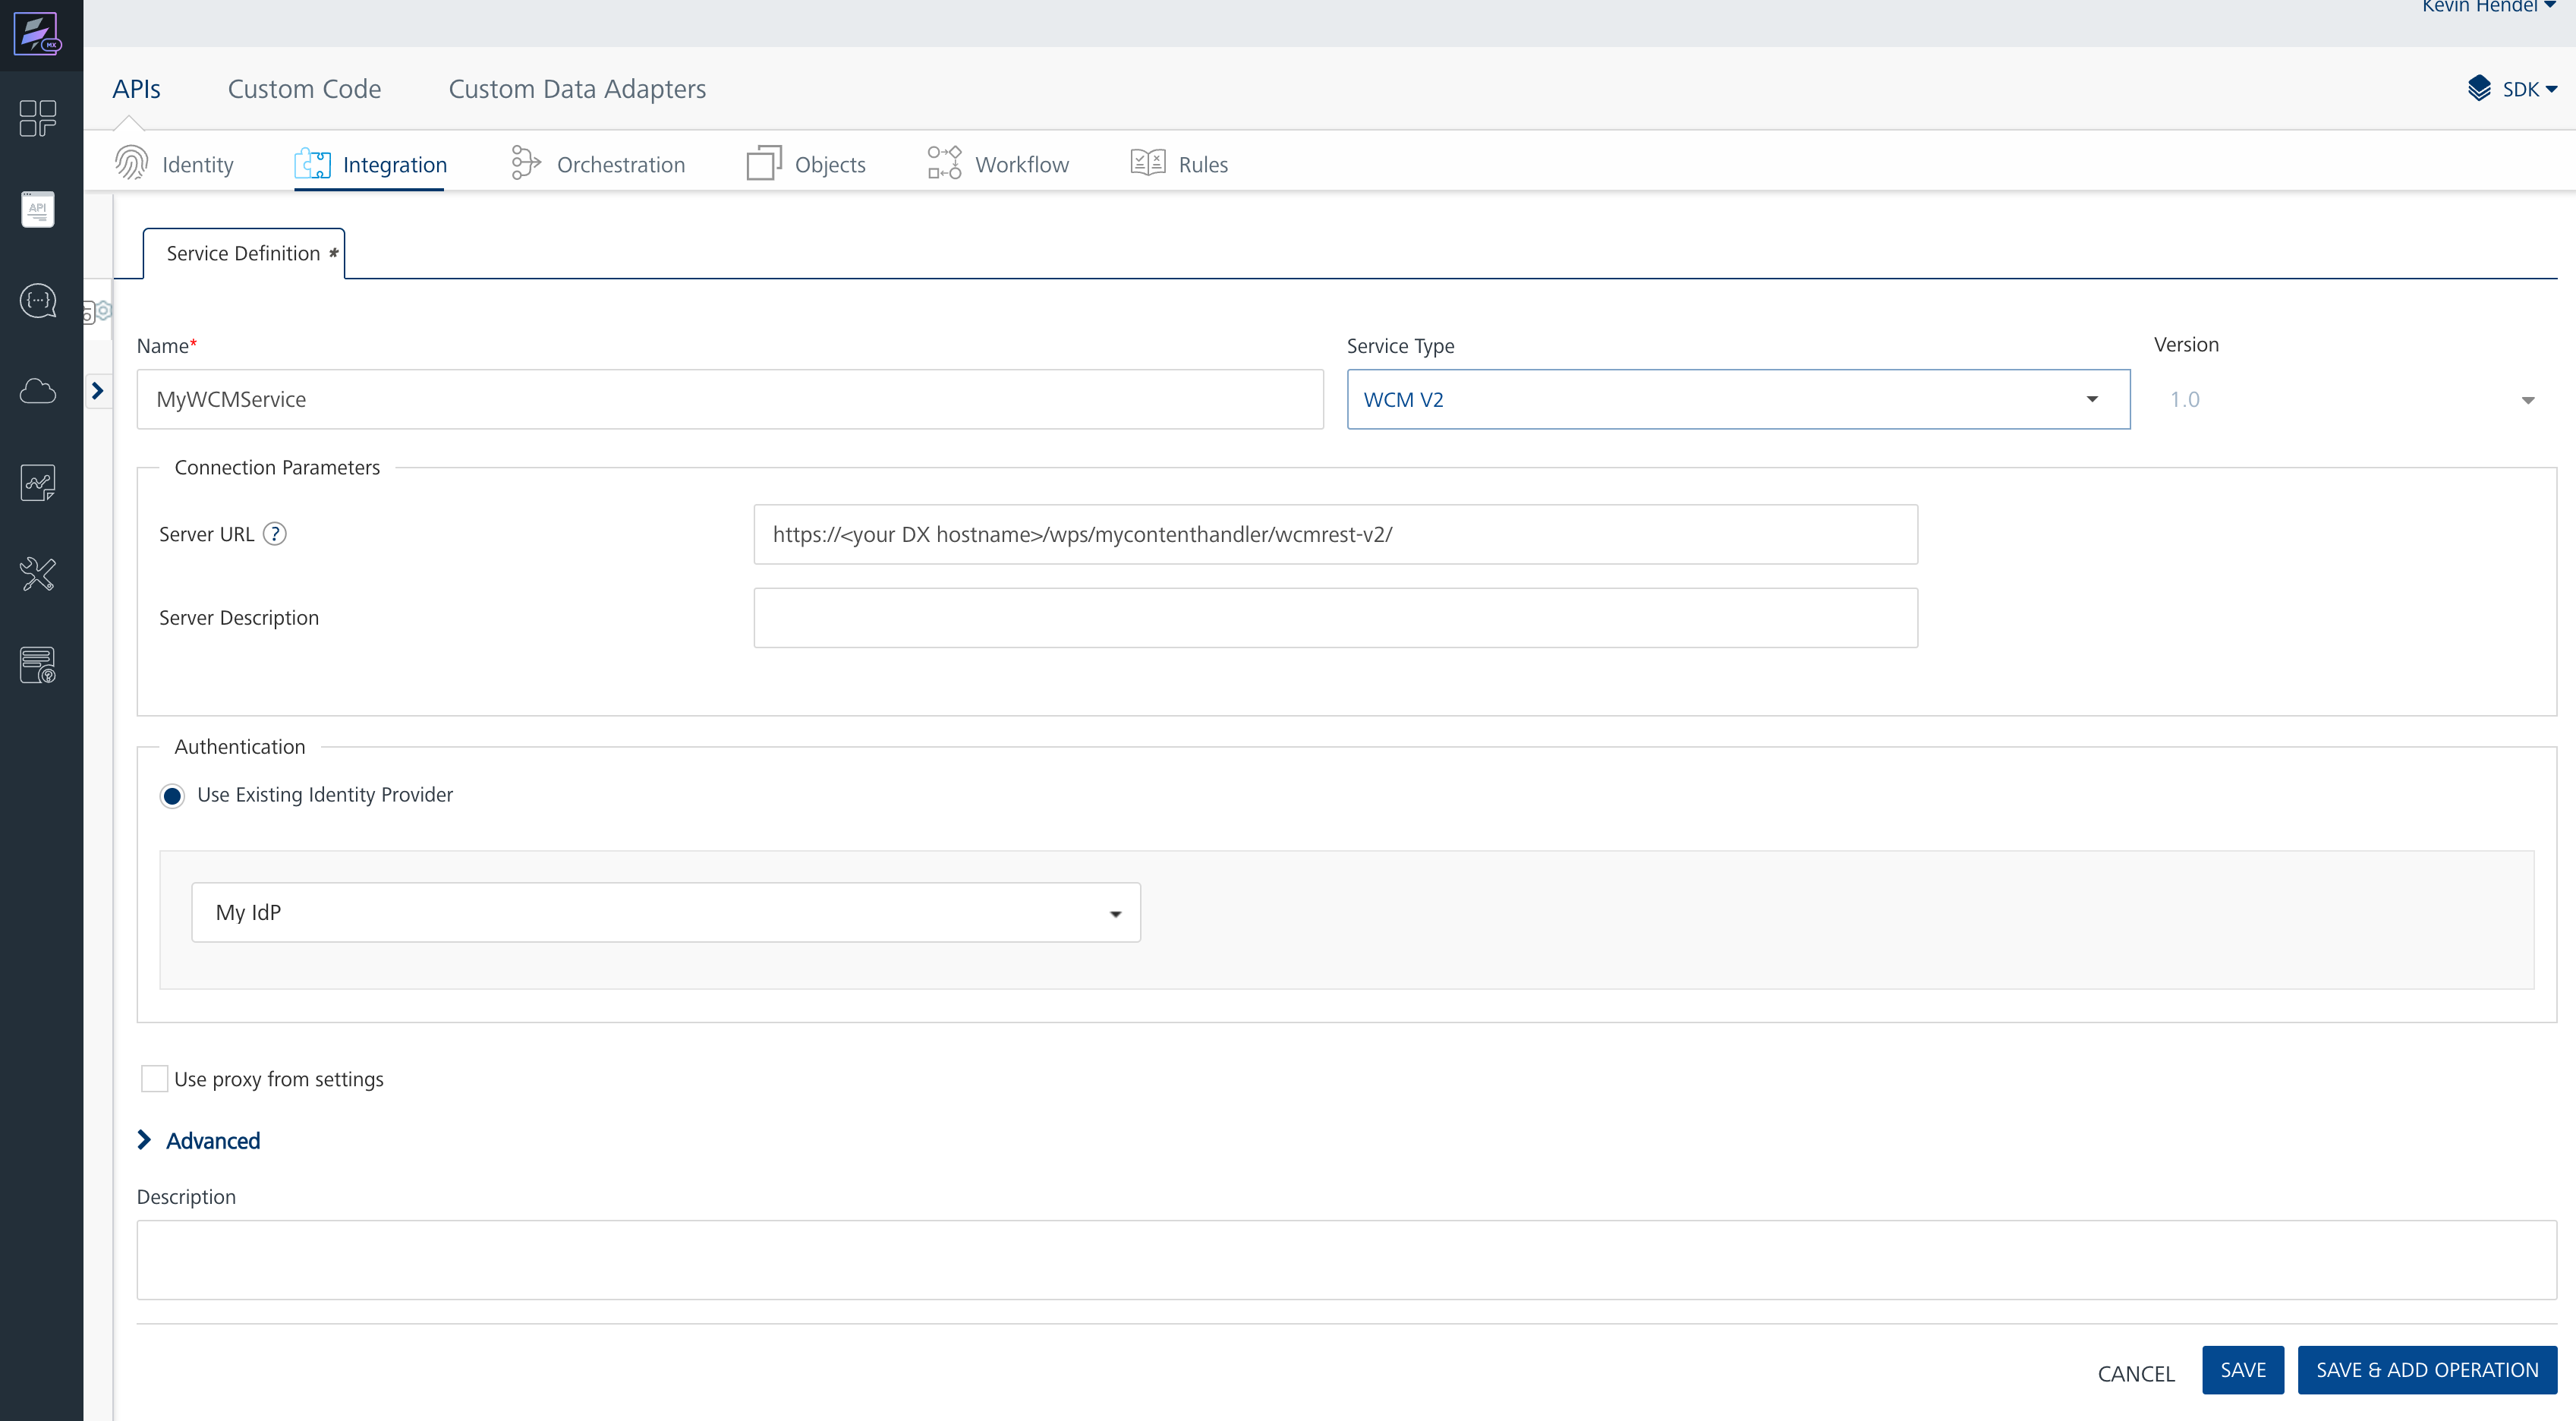 Kevin Hendel
MX
APIs Custom Code Custom Data Adapters SDK
Identity Integration Orchestration Objects Workflow Rules
API
Service Definition *
Name* Service Type Version
MyWCMService WCM V2 1.0
Connection Parameters
Server URL ? https://<your DX hostname>/wps/mycontenthandler/wcmrest-v2/
Server Description
Authentication
Use Existing Identity Provider
My IdP
Use proxy from settings
Advanced
Description
CANCEL SAVE SAVE & ADD OPERATION